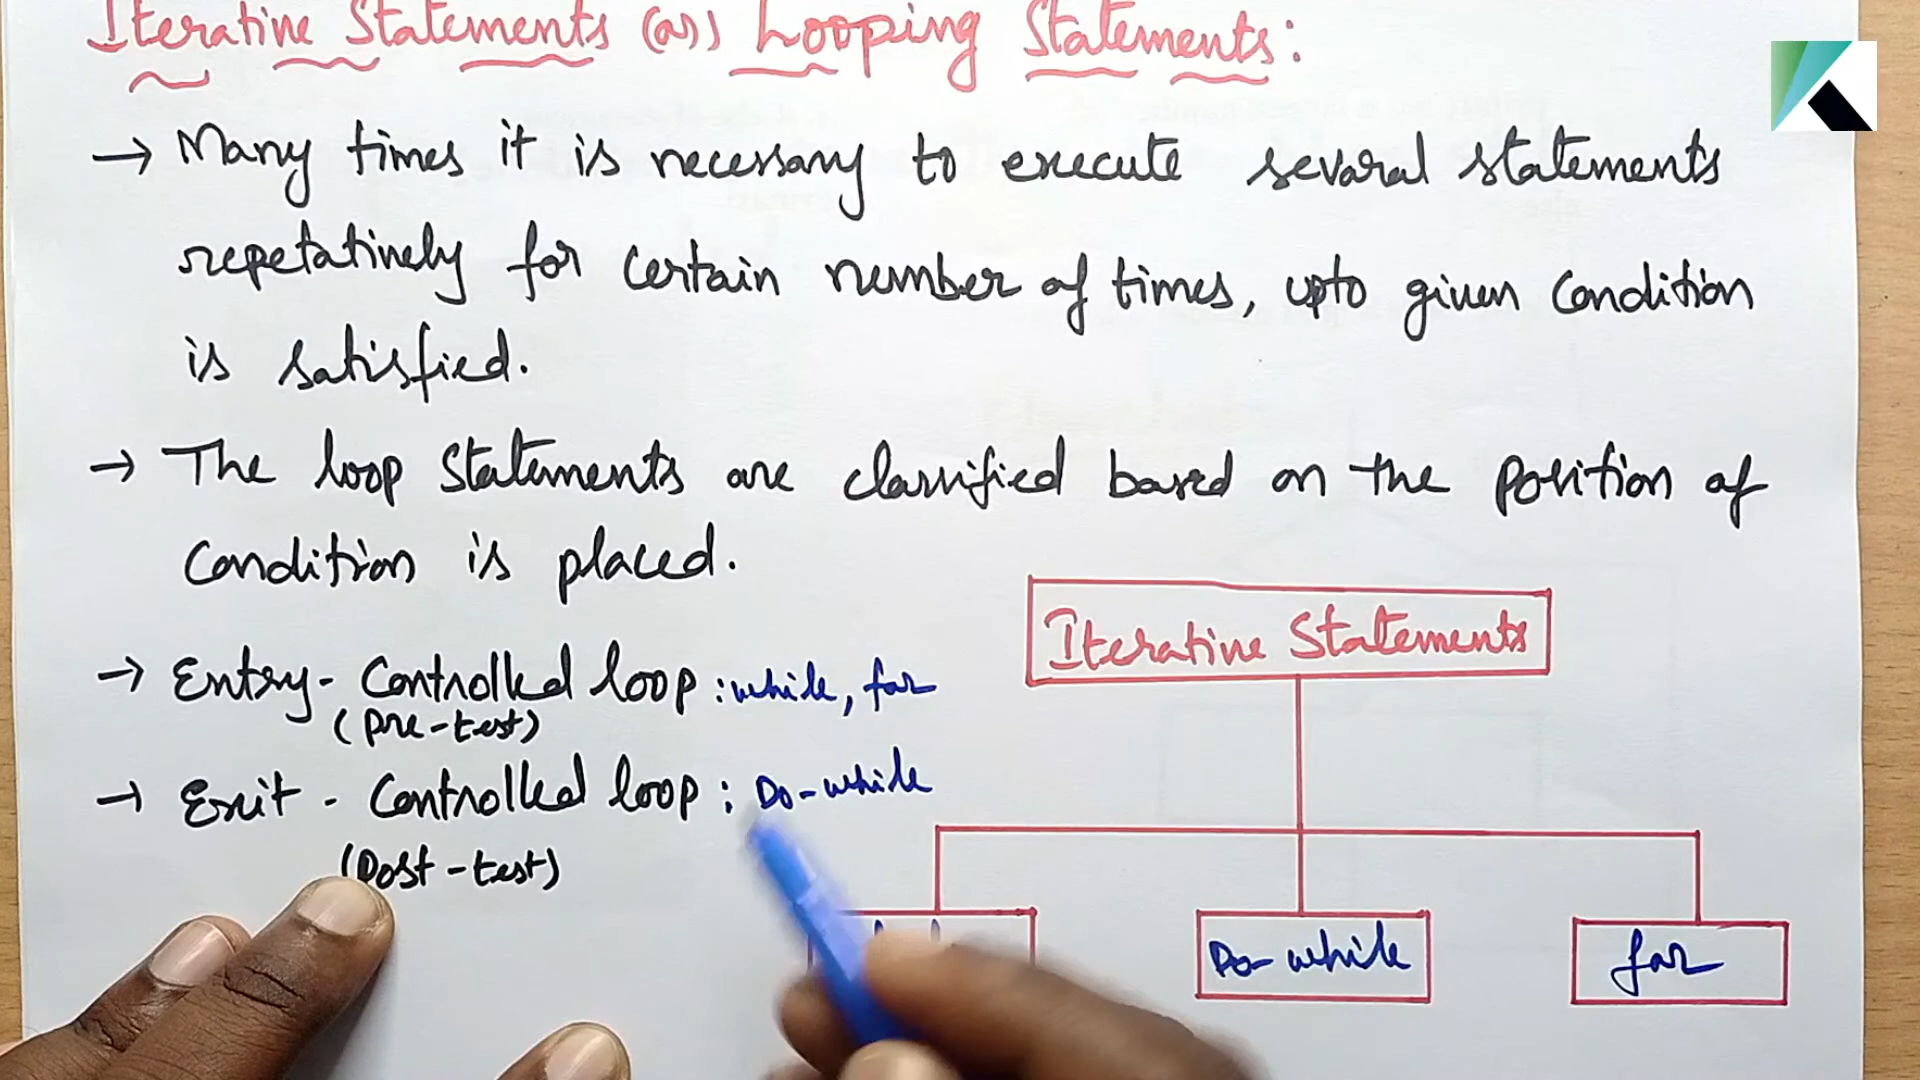 Iterative Statements (or) Looping Statements:
→ Many times it is necessary to execute sevaral statements
repetatively for certain number of times, upto given condition
is satisfied.
→ The loop statements are classified based on the position of
condition is placed.
→ Entry-Controlled loop : while, for
(pre-test)
→ Exit - Controlled loop : Do-while
(post-test)
Iterative Statements
Do-while
for